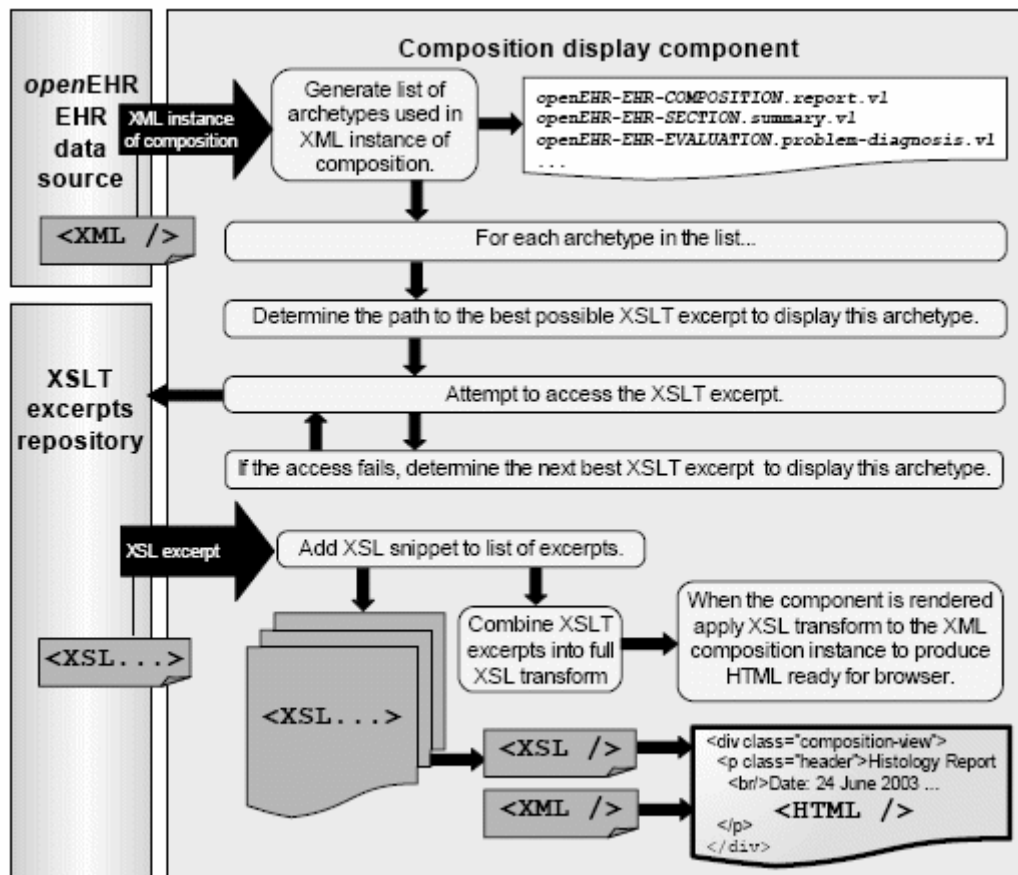 Composition display component
openEHR
EHR
data
source
XML instance
of composition
Generate list of
archetypes used in
XML instance of
composition.
openEHR-EHR-COMPOSITION.report.v1
openEHR-EHR-SECTION.summary.v1
openEHR-EHR-EVALUATION.problem-diagnosis.v1
...
<XML />
For each archetype in the list...
Determine the path to the best possible XSLT excerpt to display this archetype.
XSLT
excerpts
repository
Attempt to access the XSLT excerpt.
If the access fails, determine the next best XSLT excerpt to display this archetype.
XSL excerpt
Add XSL snippet to list of excerpts.
<XSL...>
<XSL...>
Combine XSLT
excerpts into full
XSL transform
When the component is rendered
apply XSL transform to the XML
composition instance to produce
HTML ready for browser.
<XSL />
<XML />
<div class="composition-view">
<p class="header">Histology Report
<br/>Date: 24 June 2003 ...
<HTML />
</p>
</div>